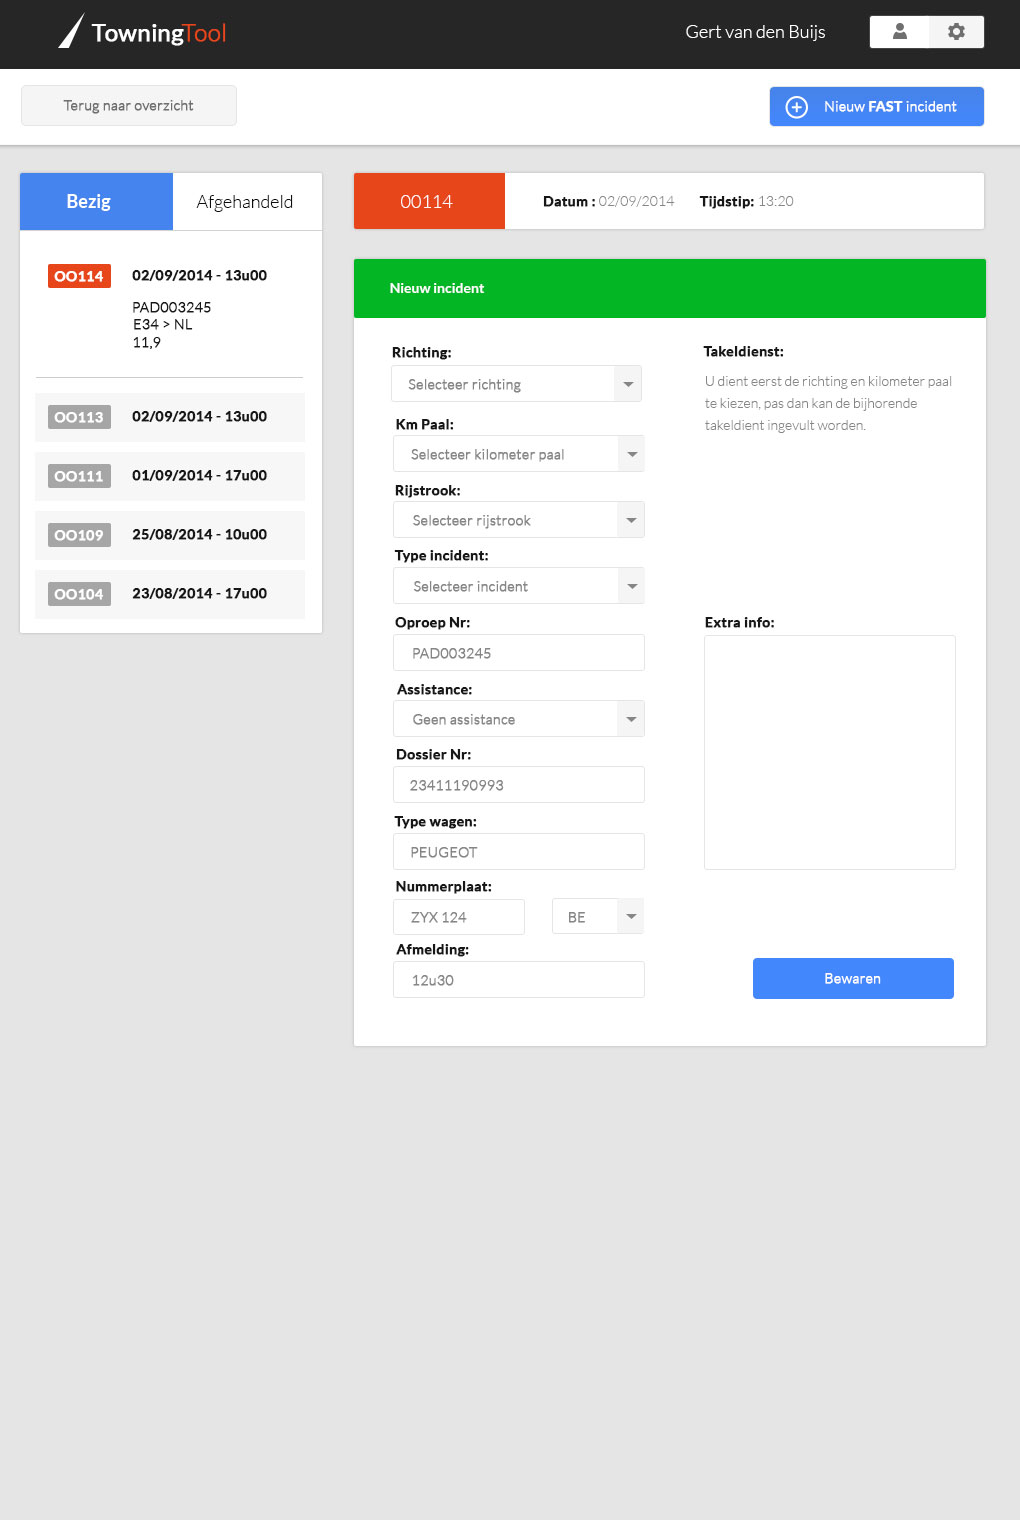 TowningTool
Gert van den Buijs
Terug naar overzicht
Nieuw FAST incident
Bezig
Afgehandeld
OO114
02/09/2014 - 13u00
PAD003245
E34 > NL
11,9
OO113
02/09/2014 - 13u00
OO111
01/09/2014 - 17u00
OO109
25/08/2014 - 10u00
OO104
23/08/2014 - 17u00
00114
Datum : 02/09/2014
Tijdstip: 13:20
Nieuw incident
Richting:
Selecteer richting
Km Paal:
Selecteer kilometer paal
Rijstrook:
Selecteer rijstrook
Type incident:
Selecteer incident
Oproep Nr:
PAD003245
Assistance:
Geen assistance
Dossier Nr:
23411190993
Type wagen:
PEUGEOT
Nummerplaat:
ZYX 124
BE
Afmelding:
12u30
Takeldienst:
U dient eerst de richting en kilometer paal
te kiezen, pas dan kan de bijhorende
takeldient ingevult worden.
Extra info:
Bewaren